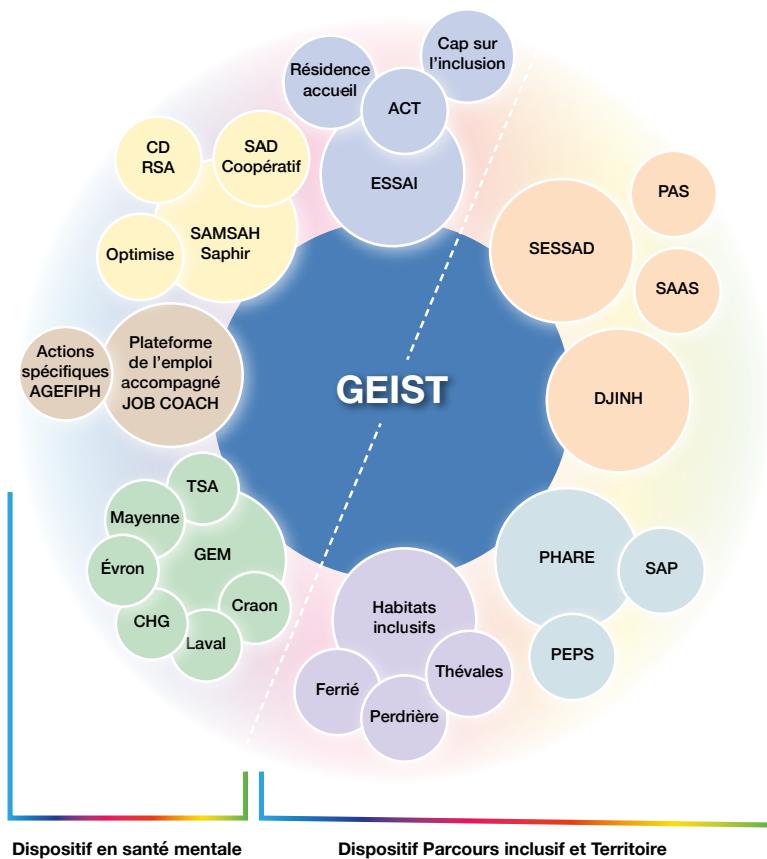 Cap sur
l’inclusion
Résidence
accueil
ACT
ESSAI
CD
RSA
SAD
Coopératif
SAMSAH
Saphir
Optimise
PAS
SESSAD
SAAS
Actions
spécifiques
AGEFIPH
Plateforme
de l’emploi
accompagné
JOB COACH
GEIST
DJINH
TSA
Mayenne
GEM
Évron
CHG
Craon
Laval
PHARE
SAP
PEPS
Habitats
inclusifs
Thévales
Ferrié
Perdrière
Dispositif en santé mentale
Dispositif Parcours inclusif et Territoire